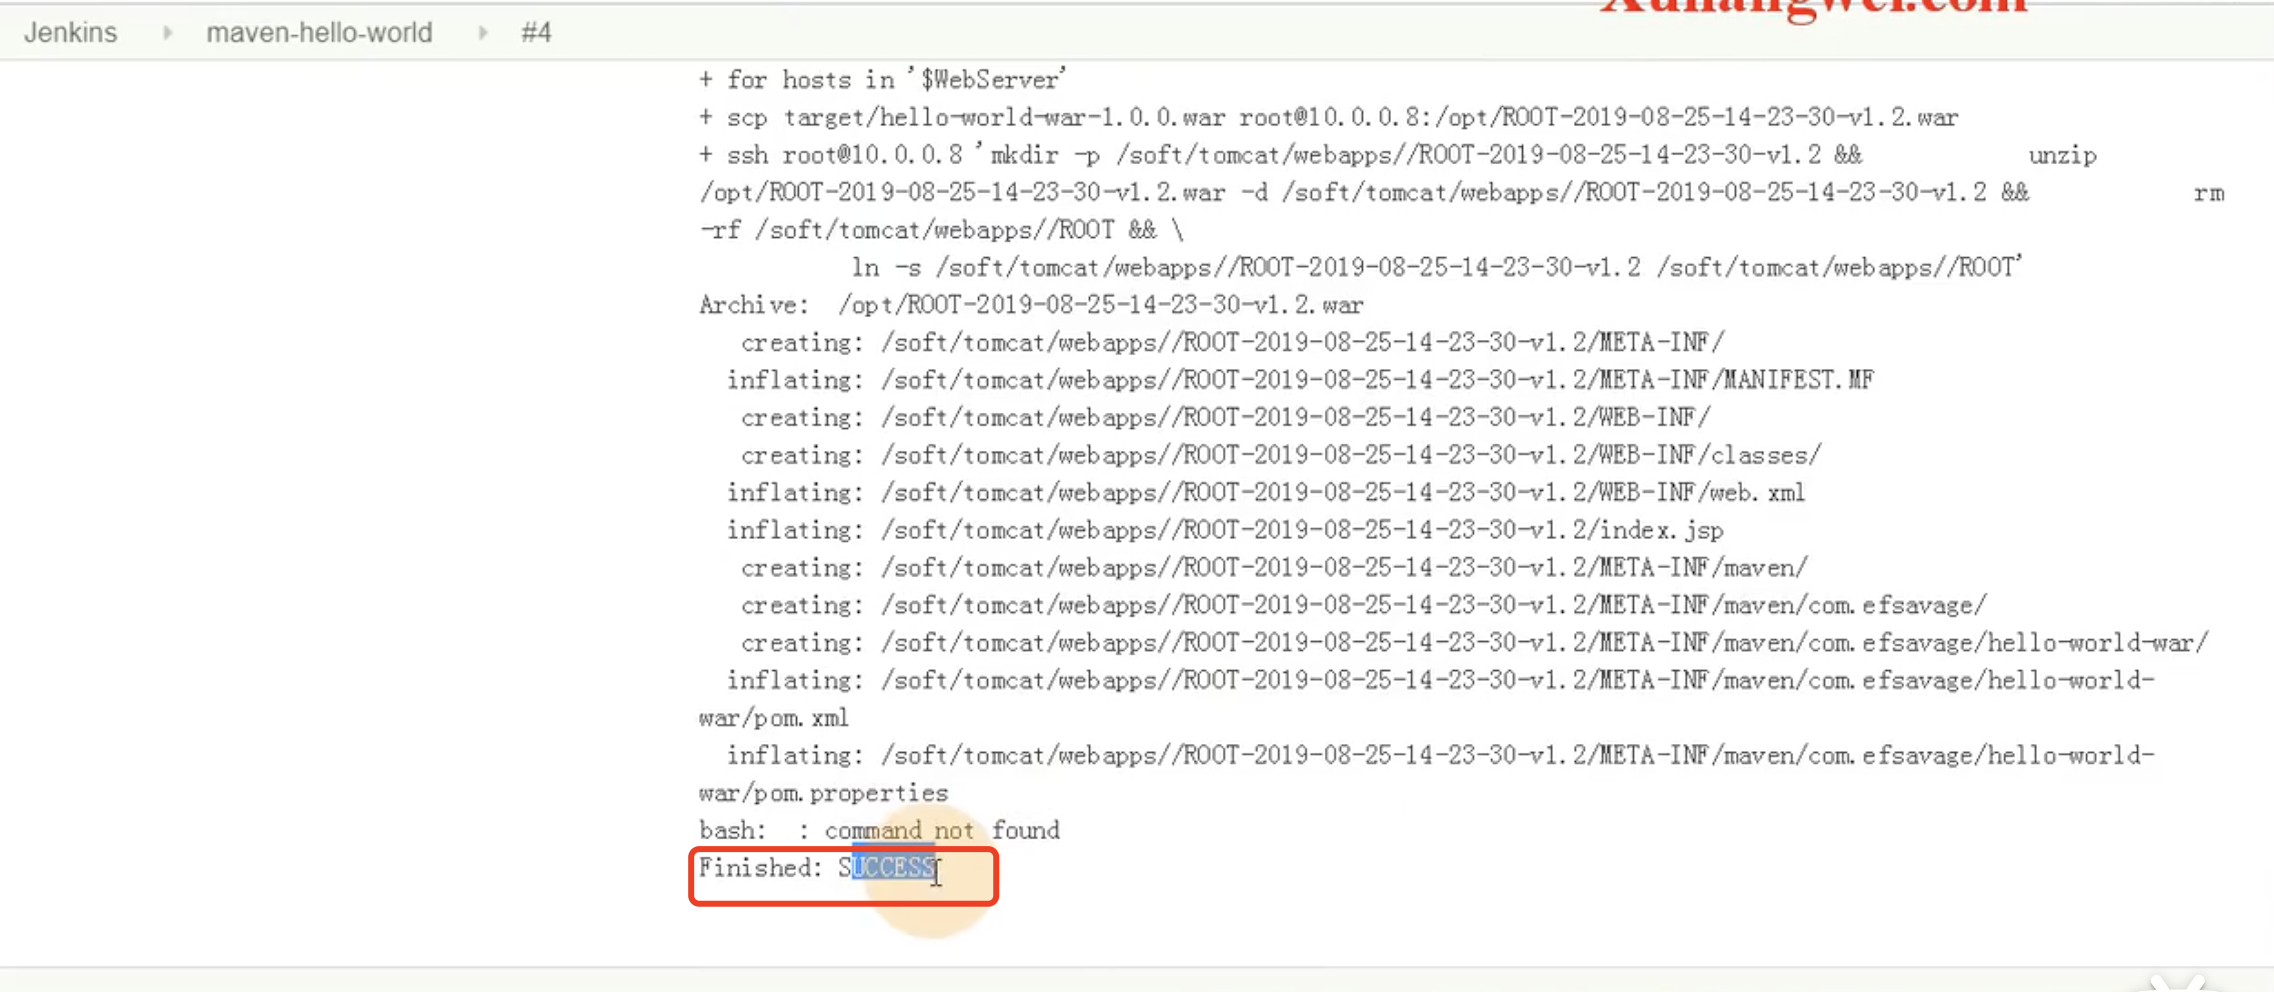 Jenkins maven-hello-world #4
+ for hosts in '$WebServer'
+ scp target/hello-world-war-1.0.0.war root@10.0.0.8:/opt/ROOT-2019-08-25-14-23-30-v1.2.war
+ ssh root@10.0.0.8 'mkdir -p /soft/tomcat/webapps//ROOT-2019-08-25-14-23-30-v1.2 && unzip
/opt/ROOT-2019-08-25-14-23-30-v1.2.war -d /soft/tomcat/webapps//ROOT-2019-08-25-14-23-30-v1.2 && rm
-rf /soft/tomcat/webapps//ROOT && \
ln -s /soft/tomcat/webapps//ROOT-2019-08-25-14-23-30-v1.2 /soft/tomcat/webapps//ROOT'
Archive: /opt/ROOT-2019-08-25-14-23-30-v1.2.war
creating: /soft/tomcat/webapps//ROOT-2019-08-25-14-23-30-v1.2/META-INF/
inflating: /soft/tomcat/webapps//ROOT-2019-08-25-14-23-30-v1.2/META-INF/MANIFEST.MF
creating: /soft/tomcat/webapps//ROOT-2019-08-25-14-23-30-v1.2/WEB-INF/
creating: /soft/tomcat/webapps//ROOT-2019-08-25-14-23-30-v1.2/WEB-INF/classes/
inflating: /soft/tomcat/webapps//ROOT-2019-08-25-14-23-30-v1.2/WEB-INF/web.xml
inflating: /soft/tomcat/webapps//ROOT-2019-08-25-14-23-30-v1.2/index.jsp
creating: /soft/tomcat/webapps//ROOT-2019-08-25-14-23-30-v1.2/META-INF/maven/
creating: /soft/tomcat/webapps//ROOT-2019-08-25-14-23-30-v1.2/META-INF/maven/com.efsavage/
creating: /soft/tomcat/webapps//ROOT-2019-08-25-14-23-30-v1.2/META-INF/maven/com.efsavage/hello-world-war/
inflating: /soft/tomcat/webapps//ROOT-2019-08-25-14-23-30-v1.2/META-INF/maven/com.efsavage/hello-world-
war/pom.xml
inflating: /soft/tomcat/webapps//ROOT-2019-08-25-14-23-30-v1.2/META-INF/maven/com.efsavage/hello-world-
war/pom.properties
bash:  : command not found
Finished: SUCCESS